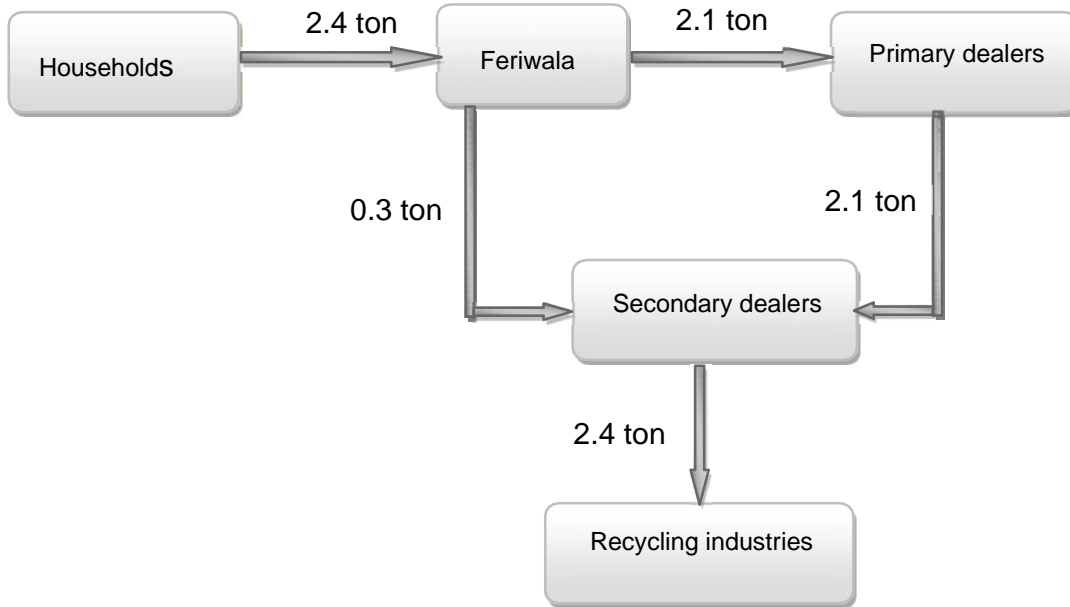 2.4 ton
2.1 ton
Households
Feriwala
Primary dealers
0.3 ton
2.1 ton
Secondary dealers
2.4 ton
Recycling industries